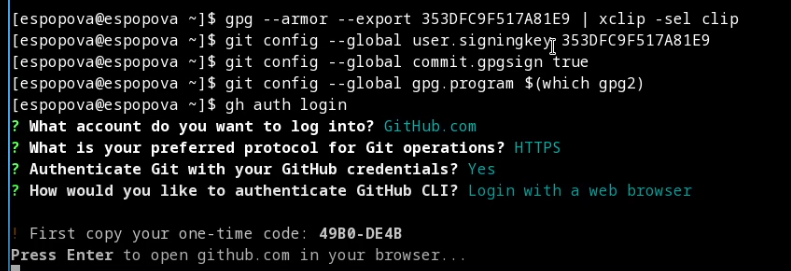 [espopova@espopova ~]$ gpg --armor --export 353DFC9F517A81E9 | xclip -sel clip
[espopova@espopova ~]$ git config --global user.signingkey 353DFC9F517A81E9
[espopova@espopova ~]$ git config --global commit.gpgsign true
[espopova@espopova ~]$ git config --global gpg.program $(which gpg2)
[espopova@espopova ~]$ gh auth login
? What account do you want to log into? GitHub.com
? What is your preferred protocol for Git operations? HTTPS
? Authenticate Git with your GitHub credentials? Yes
? How would you like to authenticate GitHub CLI? Login with a web browser
! First copy your one-time code: 49B0-DE4B
Press Enter to open github.com in your browser...